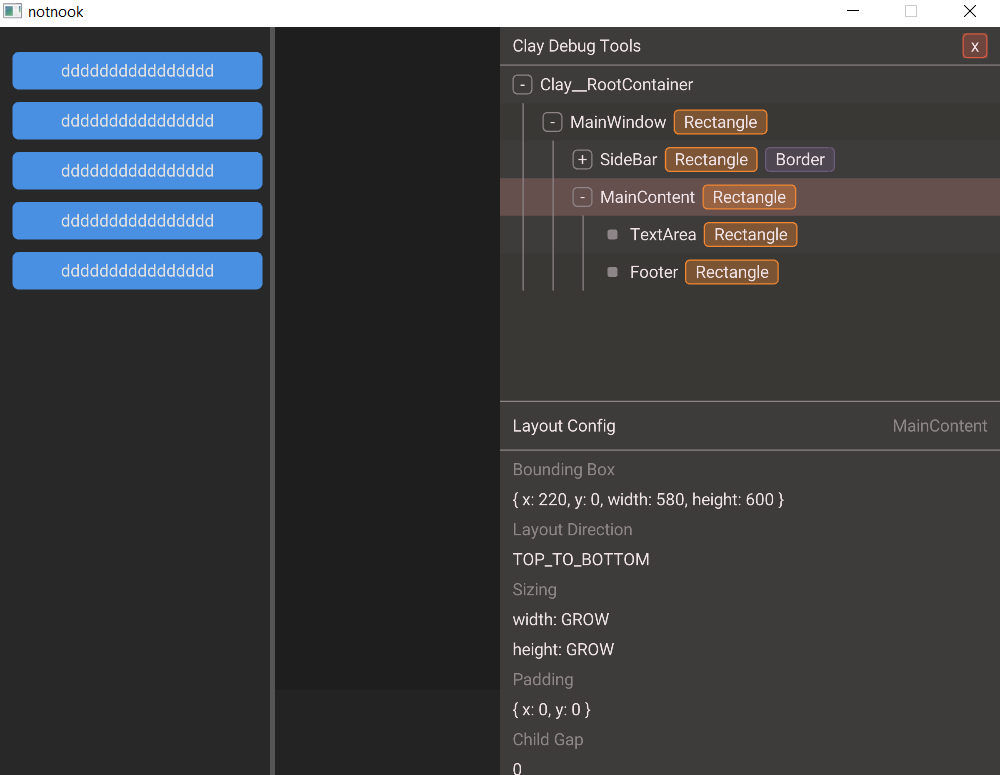 notnook
dddddddddddddddd
dddddddddddddddd
dddddddddddddddd
dddddddddddddddd
dddddddddddddddd
Clay Debug Tools x
- Clay__RootContainer
- MainWindow Rectangle
+ SideBar Rectangle Border
- MainContent Rectangle
TextArea Rectangle
Footer Rectangle
Layout Config MainContent
Bounding Box
{ x: 220, y: 0, width: 580, height: 600 }
Layout Direction
TOP_TO_BOTTOM
Sizing
width: GROW
height: GROW
Padding
{ x: 0, y: 0 }
Child Gap
0